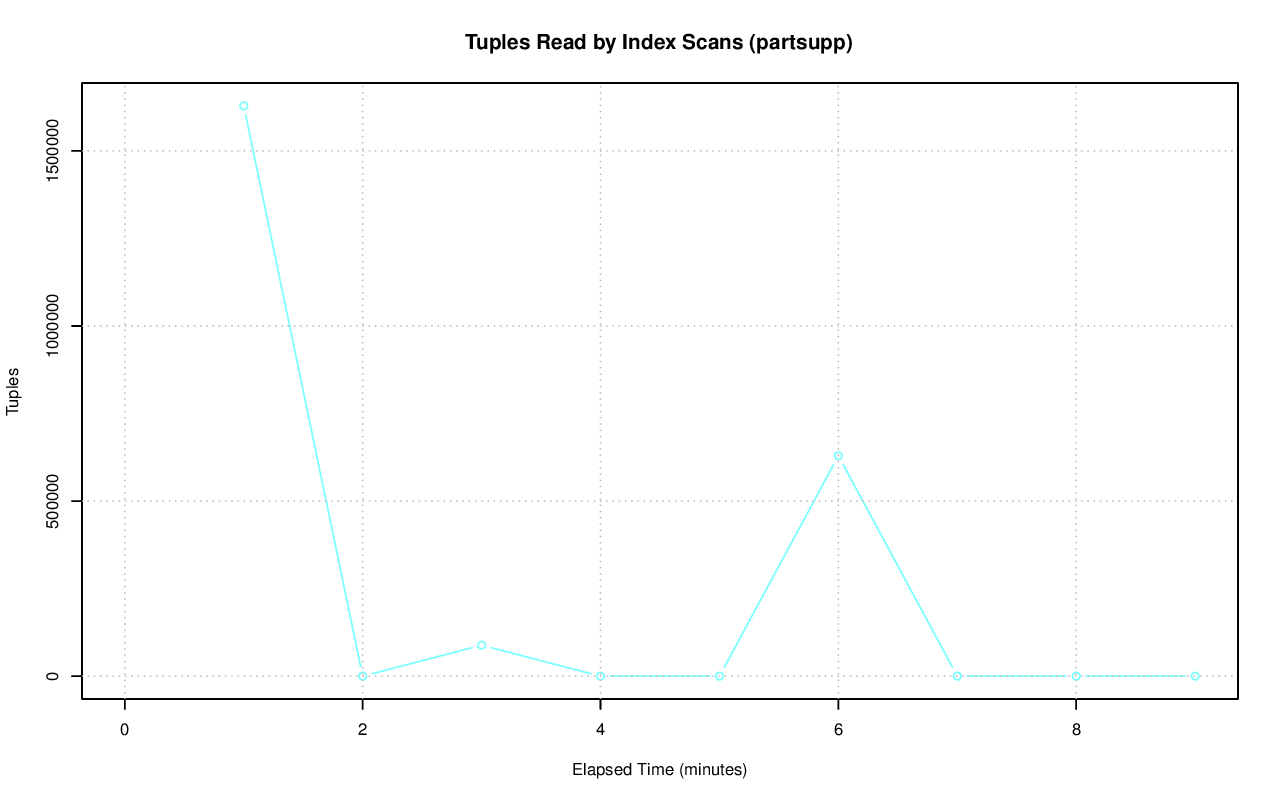 Tuples Read by Index Scans (partsupp)
Tuples
1500000
1000000
500000
0
0 2 4 6 8
Elapsed Time (minutes)